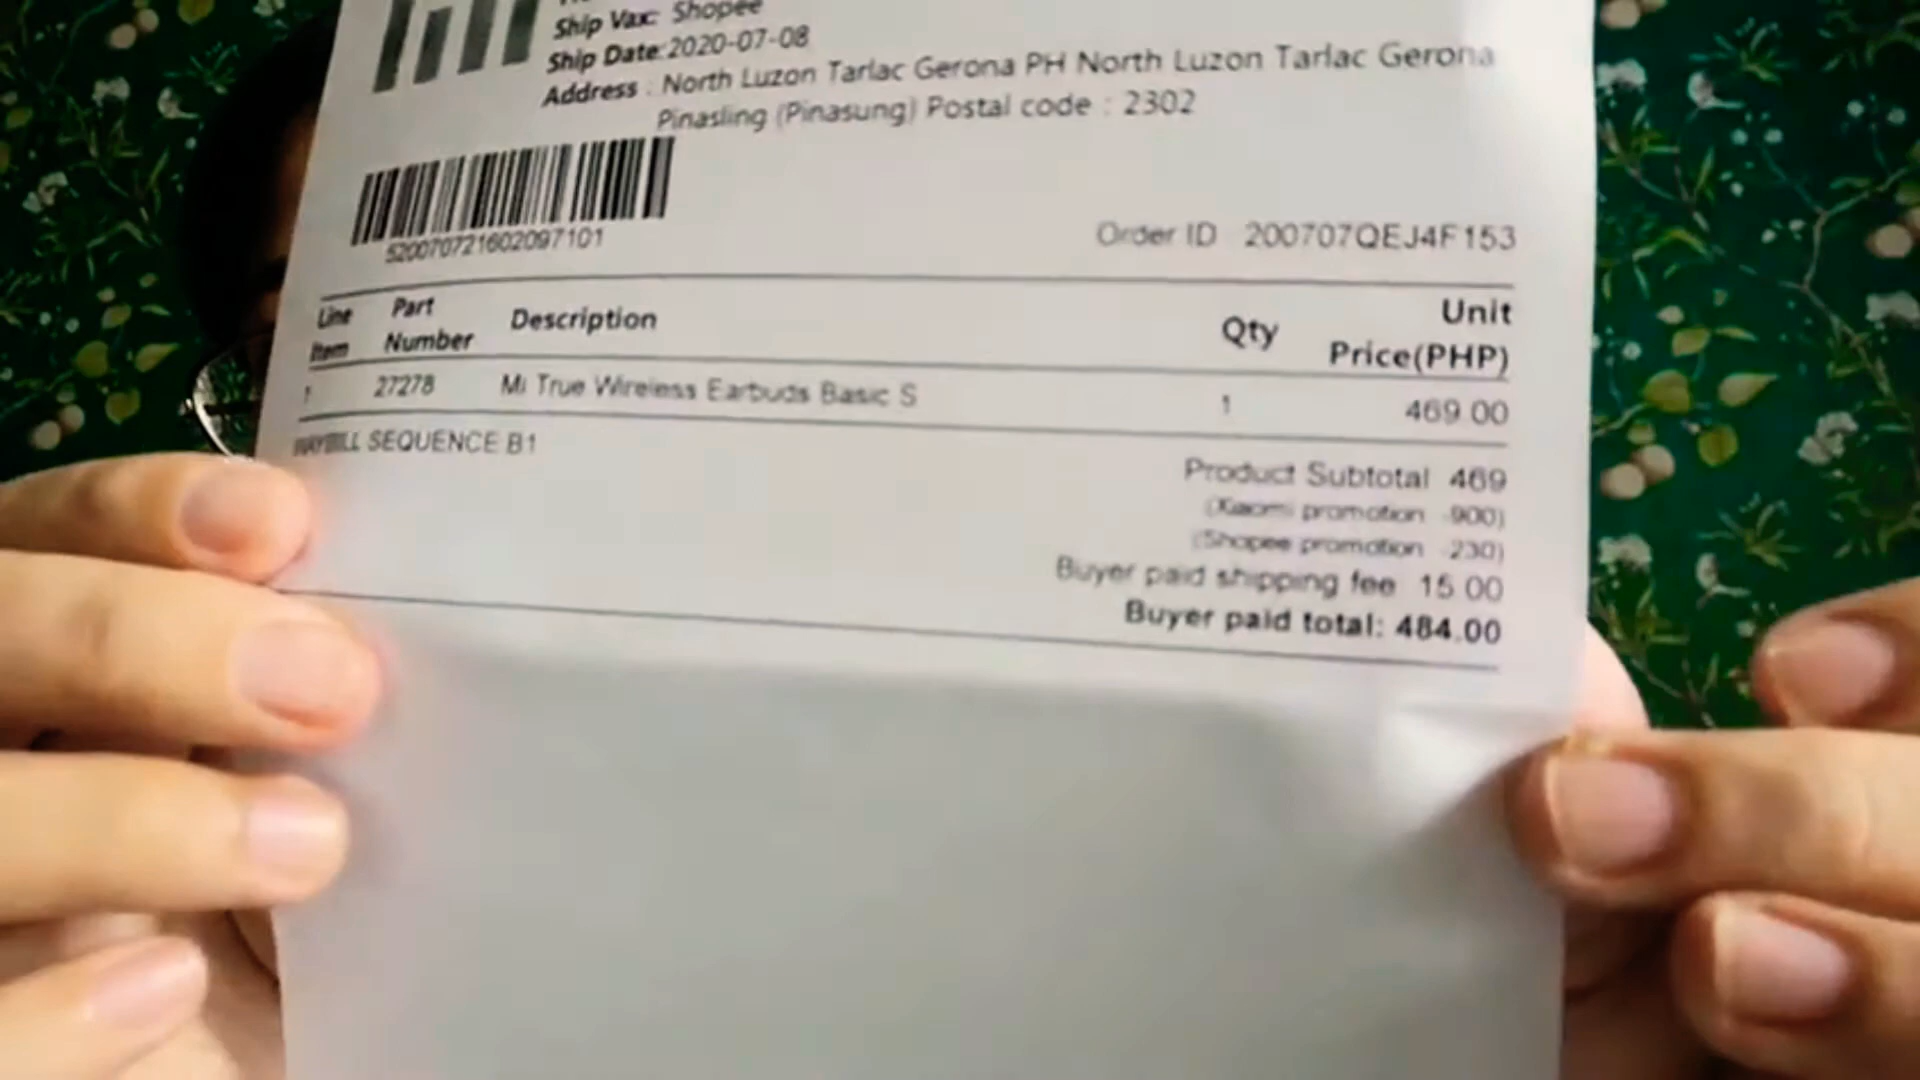 Ship Vax: Shopee
Ship Date:2020-07-08
Address : North Luzon Tarlac Gerona PH North Luzon Tarlac Gerona
Pinasling (Pinasung) Postal code : 2302
520070721602097101
Order ID 200707QEJ4F153
Line Item Part Number Description Qty Unit Price(PHP)
1 27278 Mi True Wireless Earbuds Basic S 1 469.00
WAYBILL SEQUENCE B1
Product Subtotal 469
(Xiaomi promotion -900)
(Shopee promotion -230)
Buyer paid shipping fee 15.00
Buyer paid total: 484.00